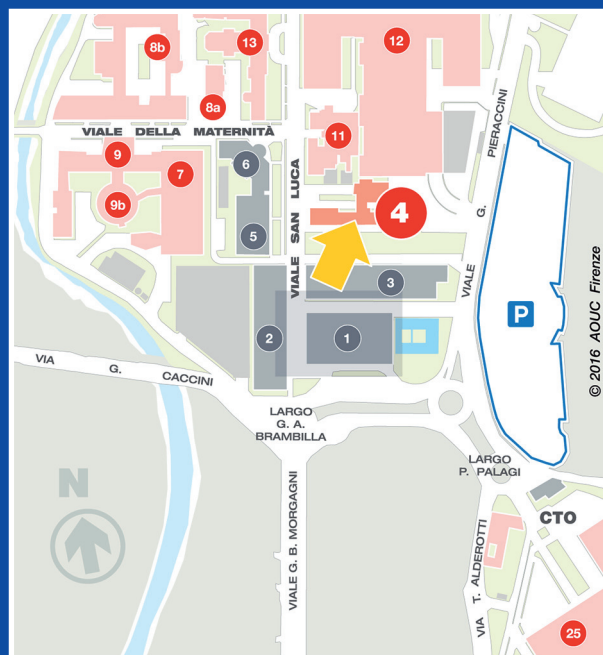 8b
13
12
8a
VIALE DELLA MATERNITÀ
PIERACCINI
11
9
6
7
VIALE SAN LUCA
9b
4
G.
5
VIALE
3
P
© 2016 AOUC Firenze
2
1
VIA G. CACCINI
LARGO
G. A.
BRAMBILLA
LARGO
P. PALAGI
N
VIALE G. B. MORGAGNI
CTO
VIA T. ALDEROTTI
25